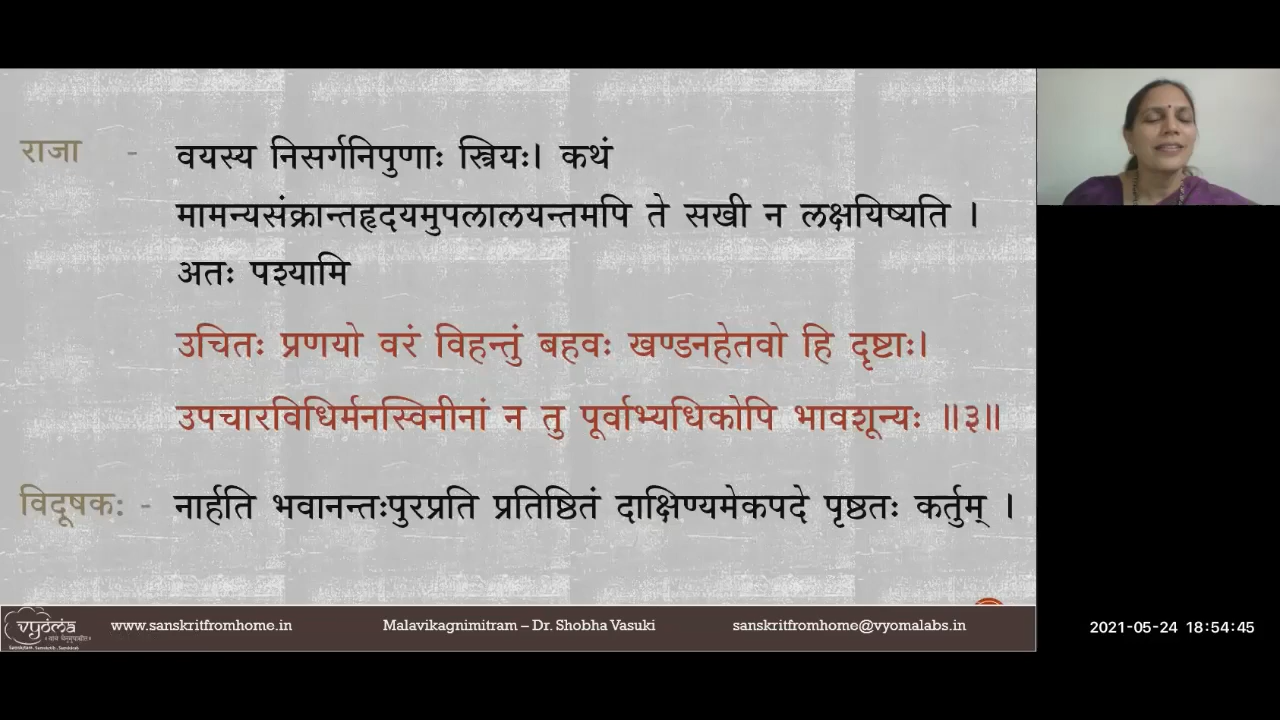 राजा - वयस्य निसर्गनिपुणाः स्त्रियः। कथं
मामन्यसंक्रान्तहृदयमुपलालयन्तमपि ते सखी न लक्षयिष्यति ।
अतः पश्यामि
उचितः प्रणयो वरं विहन्तुं बहवः खण्डनहेतवो हि दृष्टाः।
उपचारविधिर्मनस्विनीनां न तु पूर्वाभ्यधिकोपि भावशून्यः ॥३॥
विदूषक: - नार्हति भवानन्तःपुरप्रति प्रतिष्ठितं दाक्षिण्यमेकपदे पृष्ठतः कर्तुम् ।
vyoma www.sanskritfromhome.in Malavikagnimitram – Dr. Shobha Vasuki sanskritfromhome@vyomalabs.in
2021-05-24 18:54:45